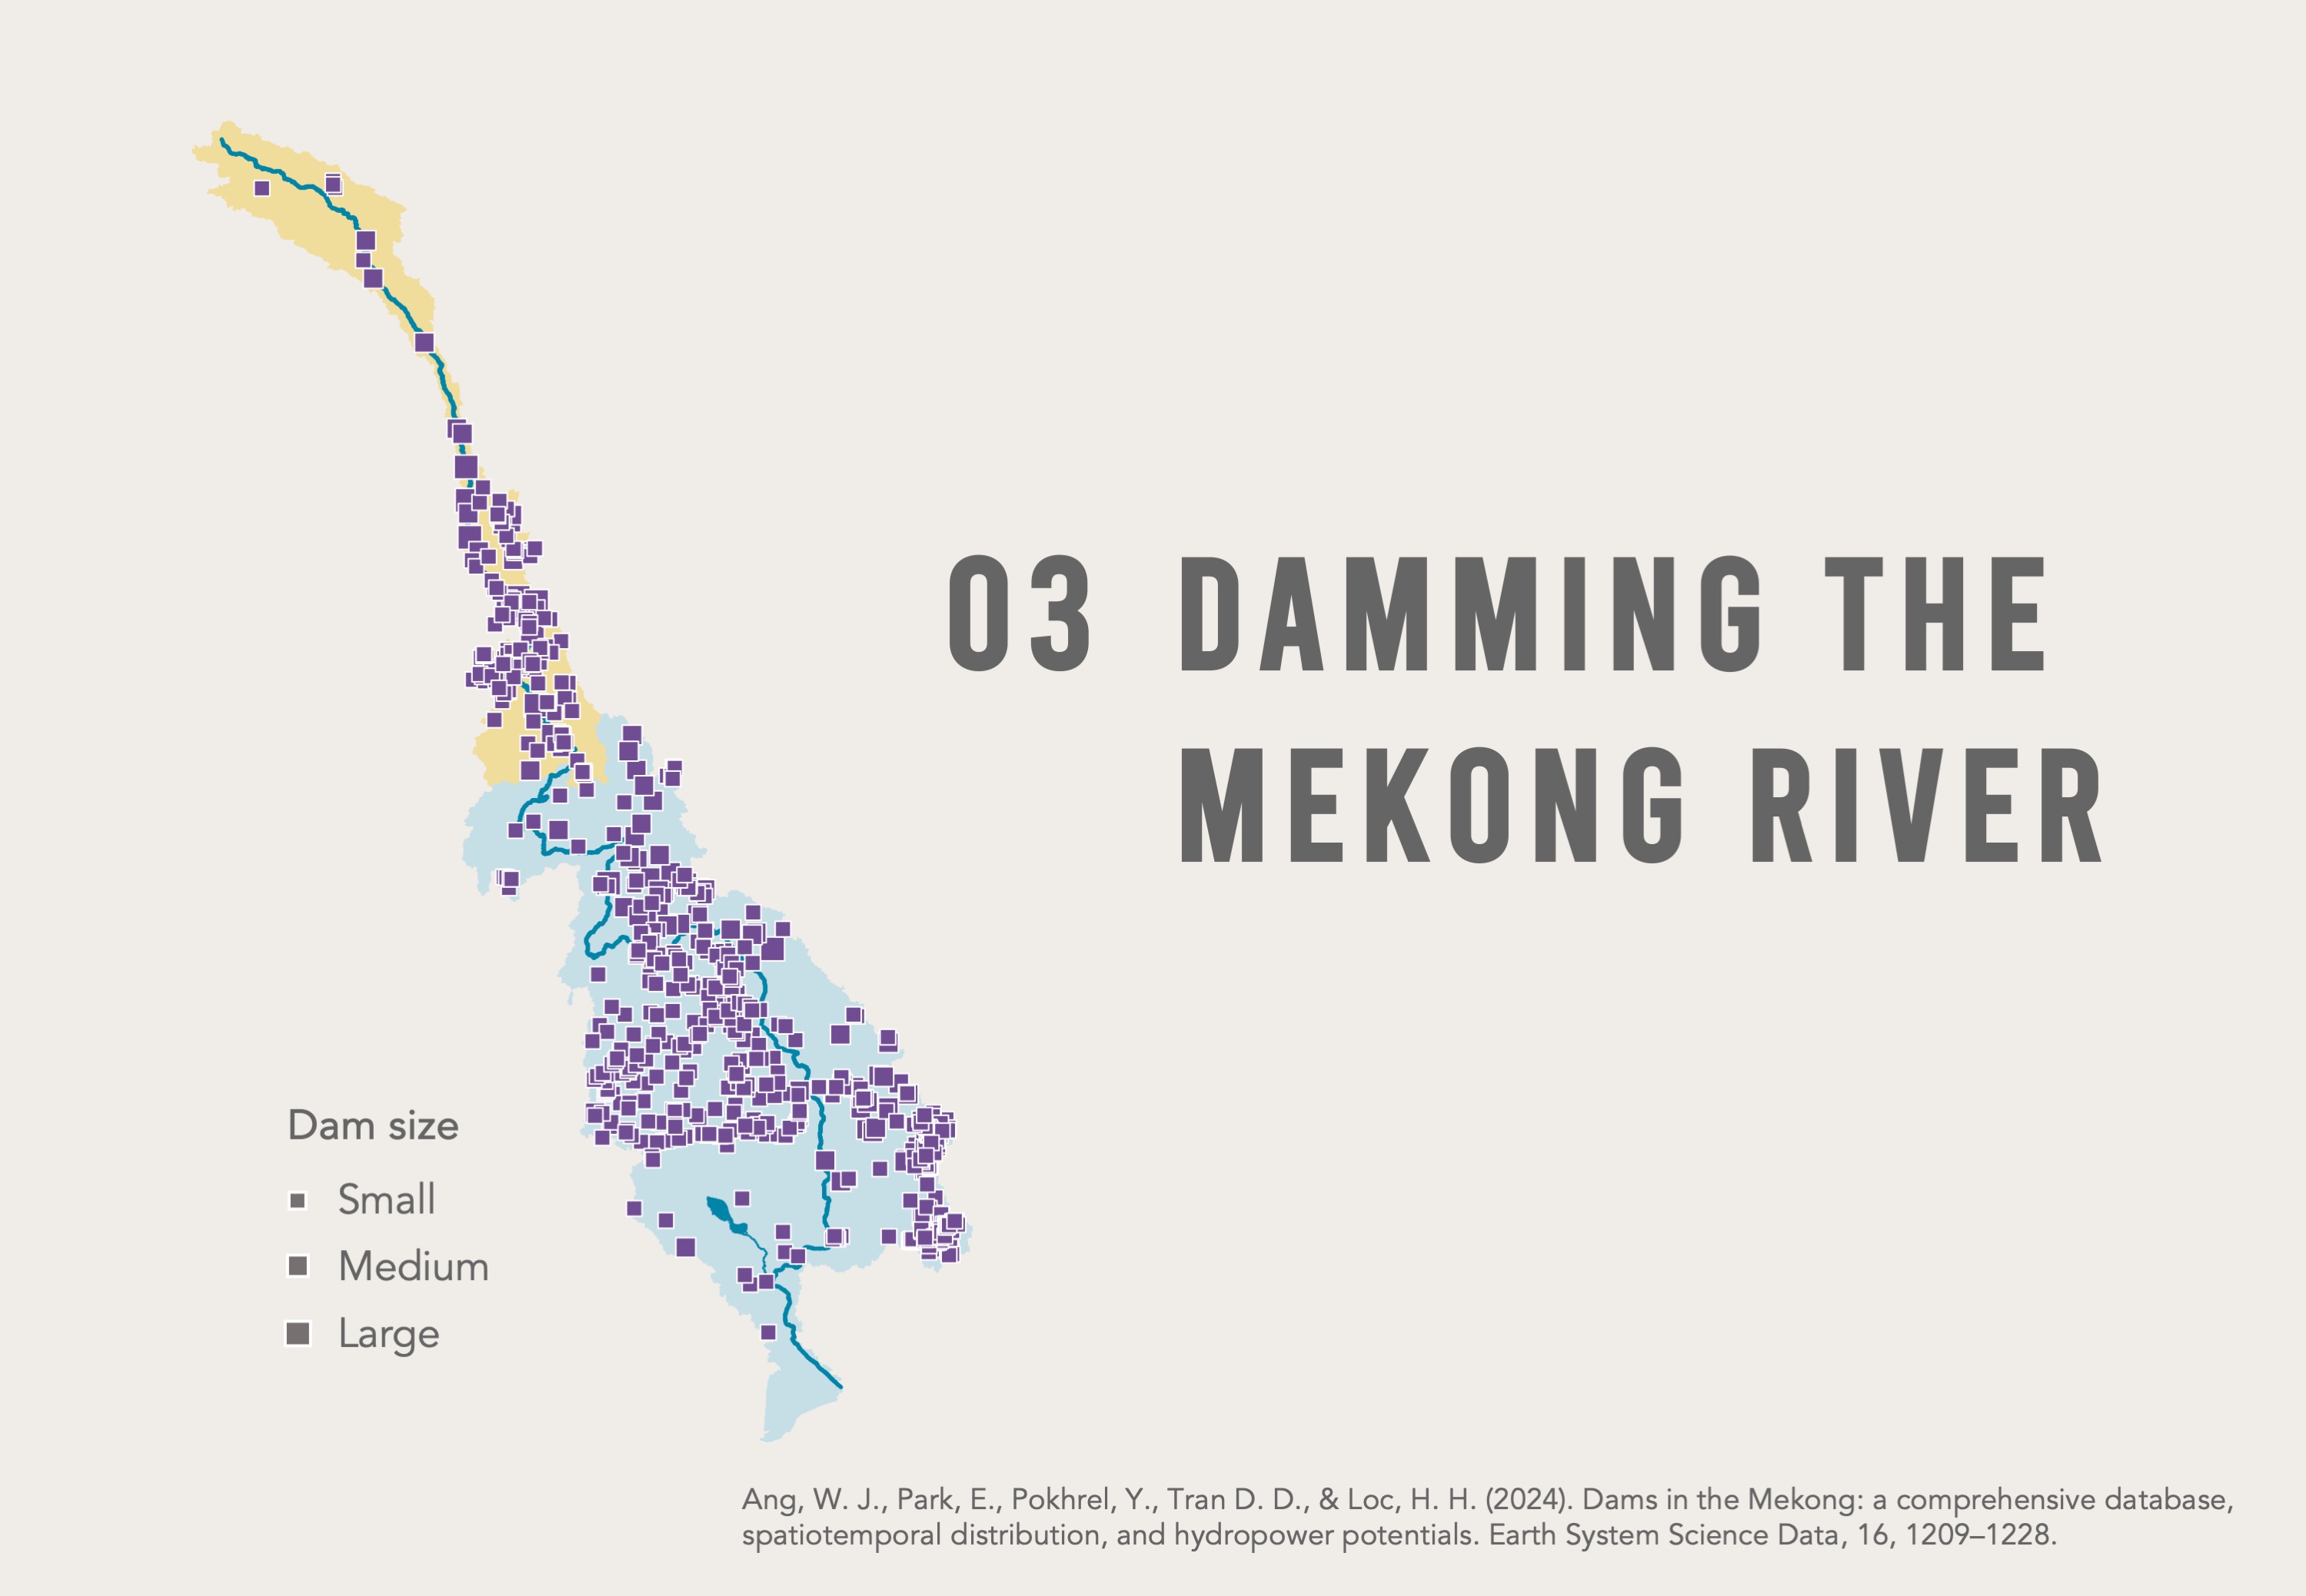 03 DAMMING THE
MEKONG RIVER
Dam size
Small
Medium
Large
Ang, W. J., Park, E., Pokhrel, Y., Tran D. D., & Loc, H. H. (2024). Dams in the Mekong: a comprehensive database,
spatiotemporal distribution, and hydropower potentials. Earth System Science Data, 16, 1209–1228.